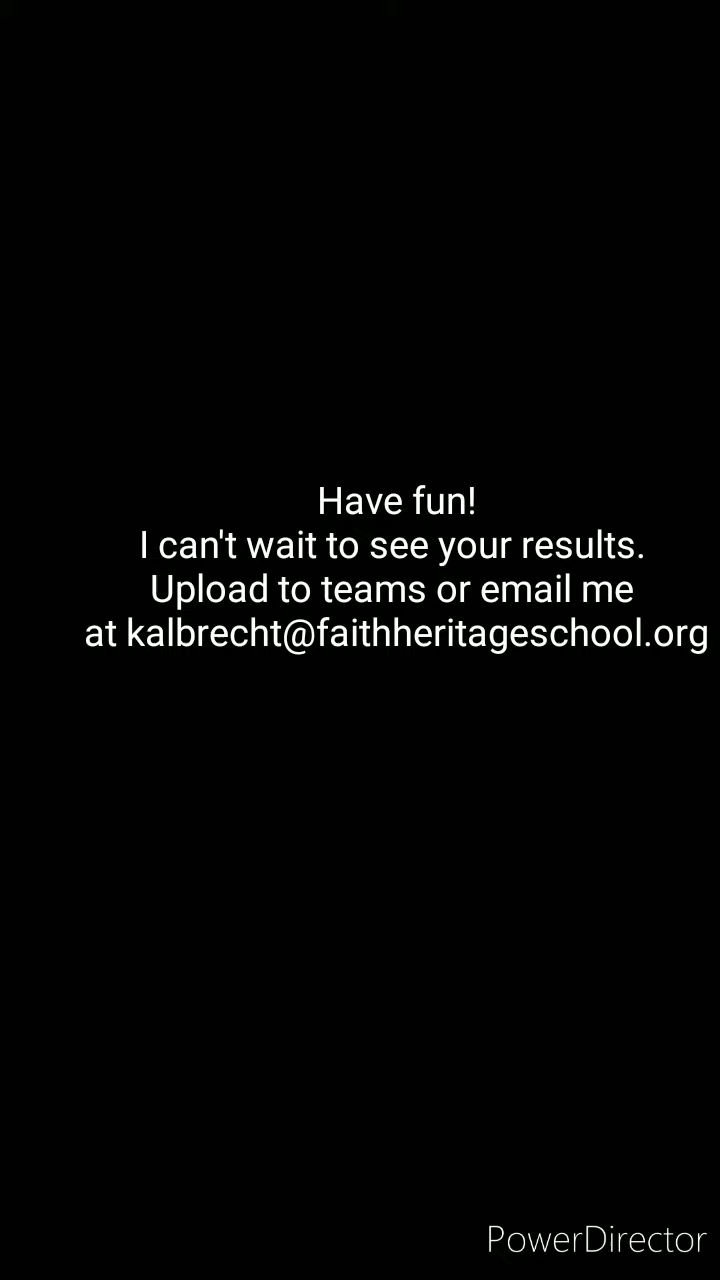 Have fun!
I can't wait to see your results.
Upload to teams or email me
at kalbrecht@faithheritageschool.org
PowerDirector